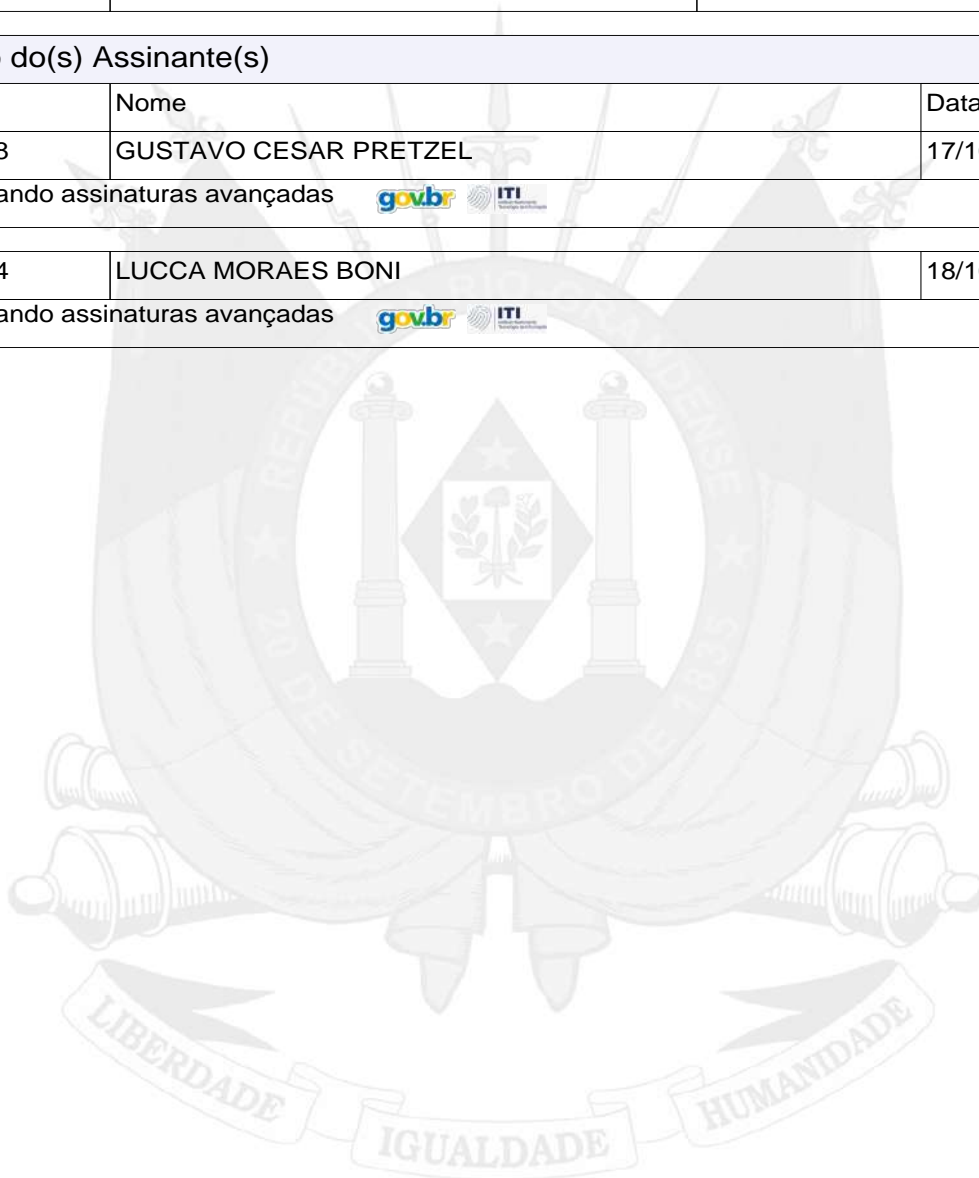 do(s) Assinante(s)
Nome Data
3 GUSTAVO CESAR PRETZEL 17/1
ando assinaturas avançadas gov.br ITI
4 LUCCA MORAES BONI 18/1
ando assinaturas avançadas gov.br ITI
REPÚBLICA RIO GRANDENSE
20 DE SETEMBRO DE 1835
LIBERDADE IGUALDADE HUMANIDADE